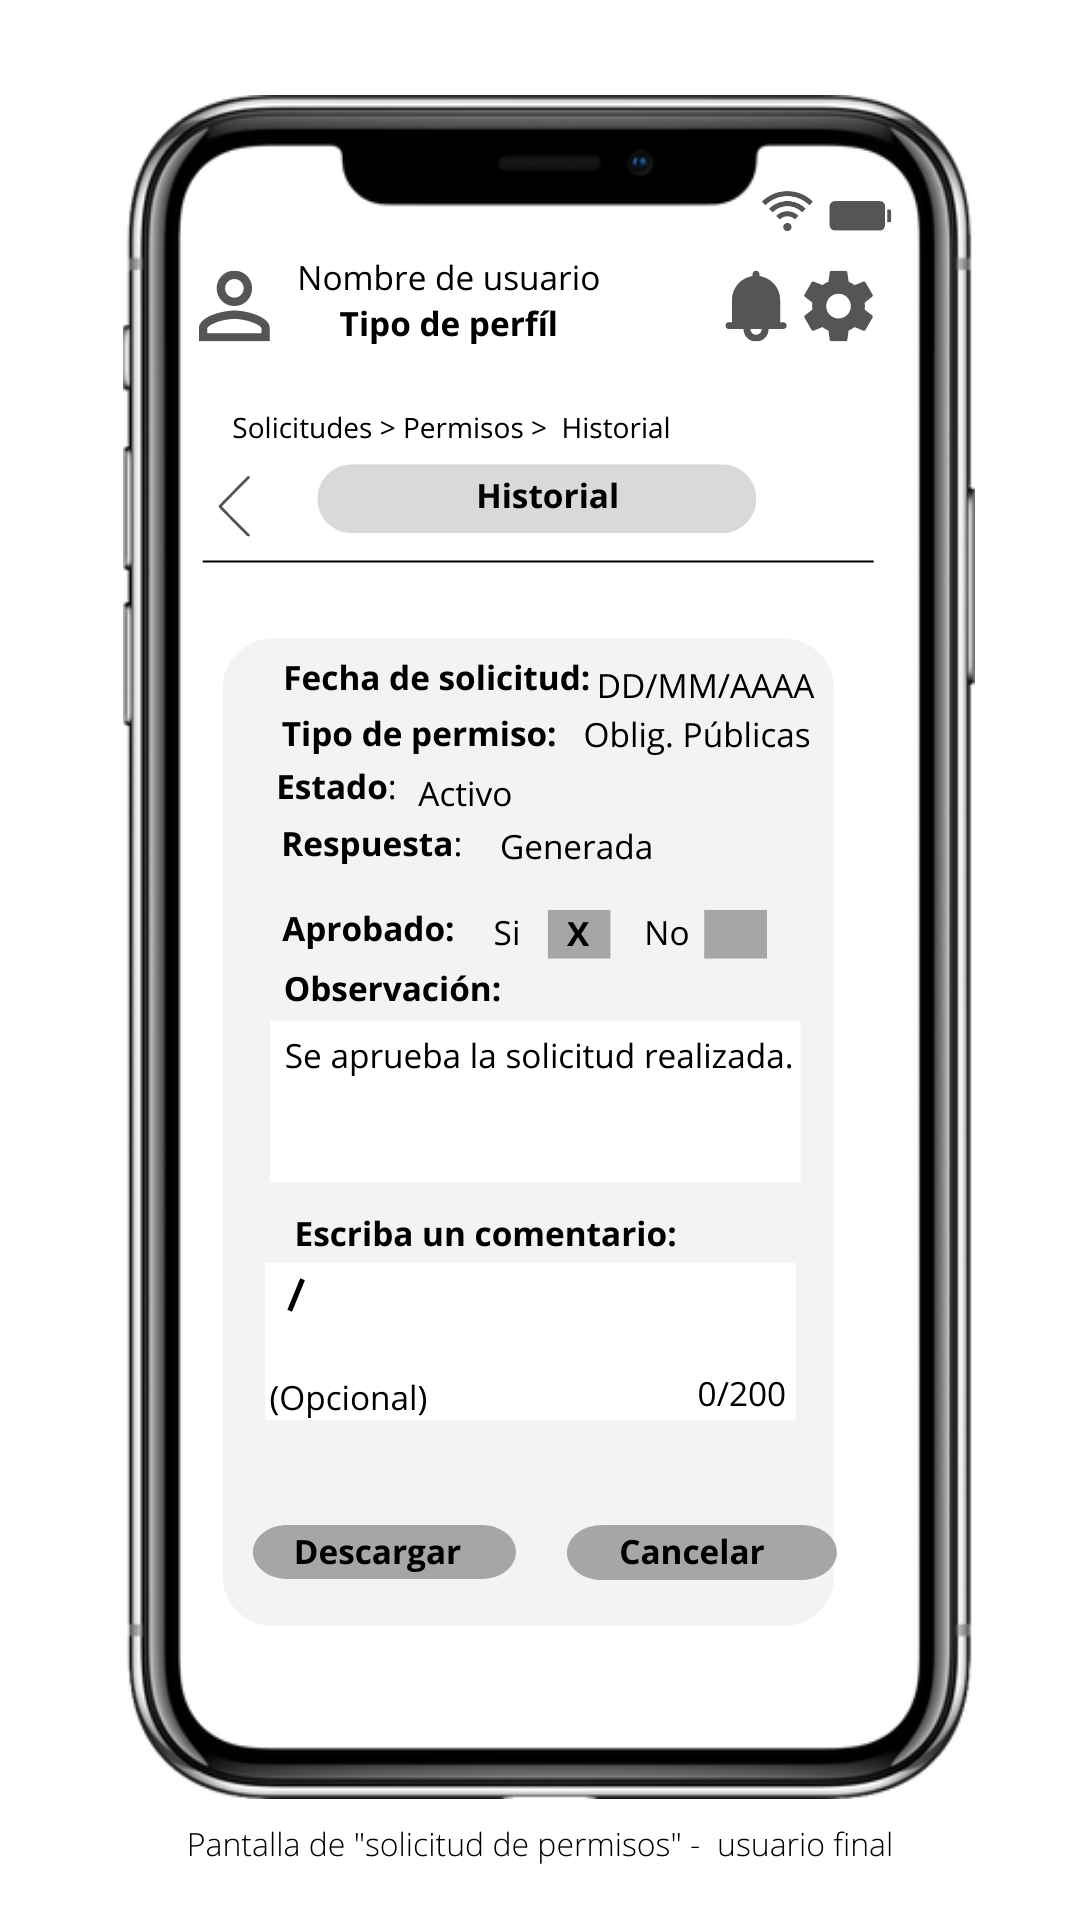 Nombre de usuario
Tipo de perfíl
Solicitudes > Permisos > Historial
Historial
Fecha de solicitud: DD/MM/AAAA
Tipo de permiso: Oblig. Públicas
Estado: Activo
Respuesta: Generada
Aprobado: Si X No
Observación:
Se aprueba la solicitud realizada.
Escriba un comentario:
/
(Opcional) 0/200
Descargar Cancelar
Pantalla de "solicitud de permisos" - usuario final